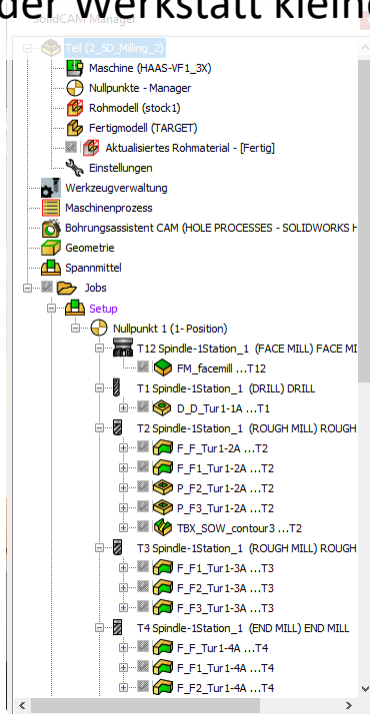 der Werkstatt kleine
SolidCAM Manager
Teil (2_5D_Milling_2)
Maschine (HAAS-VF1_3X)
Nullpunkte - Manager
Rohmodell (stock1)
Fertigmodell (TARGET)
Aktualisiertes Rohmaterial - [Fertig]
Einstellungen
Werkzeugverwaltung
Maschinenprozess
Bohrungsassistent CAM (HOLE PROCESSES - SOLIDWORKS H
Geometrie
Spannmittel
Jobs
Setup
Nullpunkt 1 (1- Position)
T12 Spindle-1Station_1 (FACE MILL) FACE MI
FM_facemill ...T12
T1 Spindle-1Station_1 (DRILL) DRILL
D_D_Tur1-1A ...T1
T2 Spindle-1Station_1 (ROUGH MILL) ROUGH
F_F_Tur1-2A ...T2
F_F1_Tur1-2A ...T2
P_F2_Tur1-2A ...T2
P_F3_Tur1-2A ...T2
TBX_SOW_contour3 ...T2
T3 Spindle-1Station_1 (ROUGH MILL) ROUGH
F_F1_Tur1-3A ...T3
F_F2_Tur1-3A ...T3
F_F3_Tur1-3A ...T3
T4 Spindle-1Station_1 (END MILL) END MILL
F_F_Tur1-4A ...T4
F_F1_Tur1-4A ...T4
F_F2_Tur1-4A ...T4